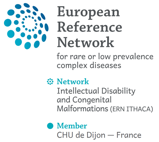 European
Reference
Network
for rare or low prevalence
complex diseases
Network
Intellectual Disability
and Congenital
Malformations (ERN ITHACA)
Member
CHU de Dijon — France